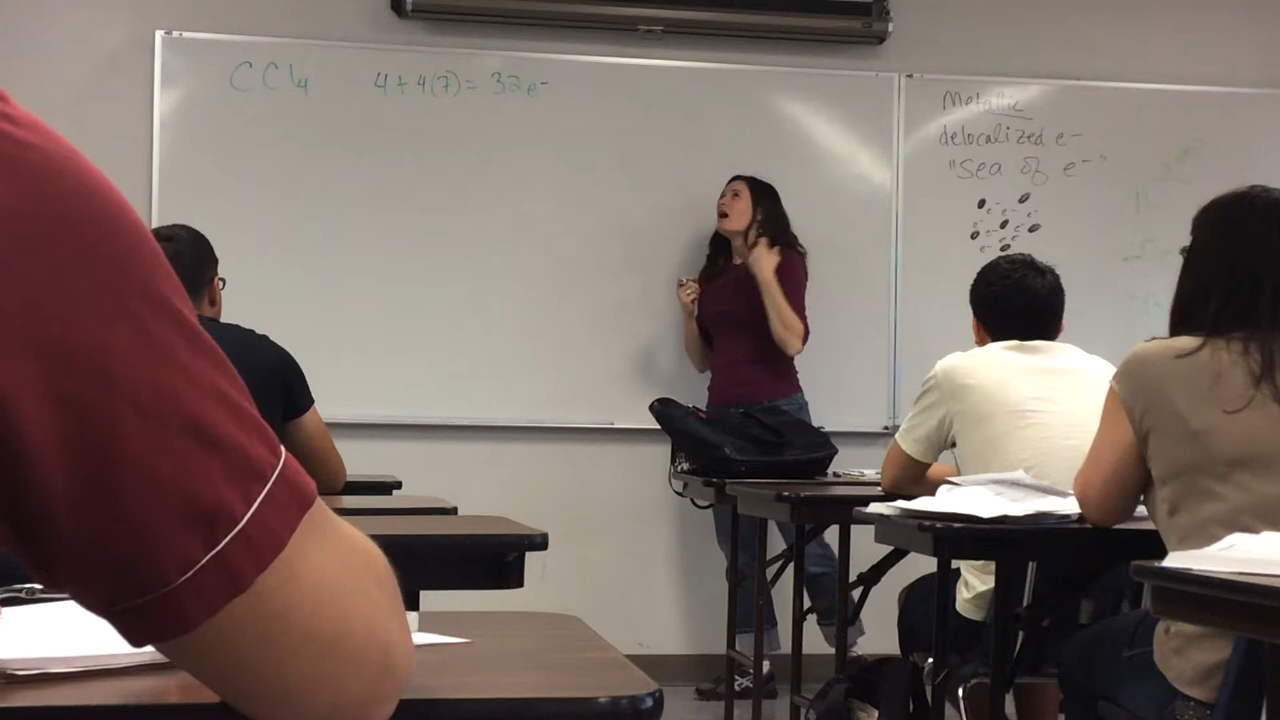 CCl4 4+4(7)= 32e-
Metallic
delocalized e-
"Sea of e-"
e- e-
e- e- e-
e- e-
e-